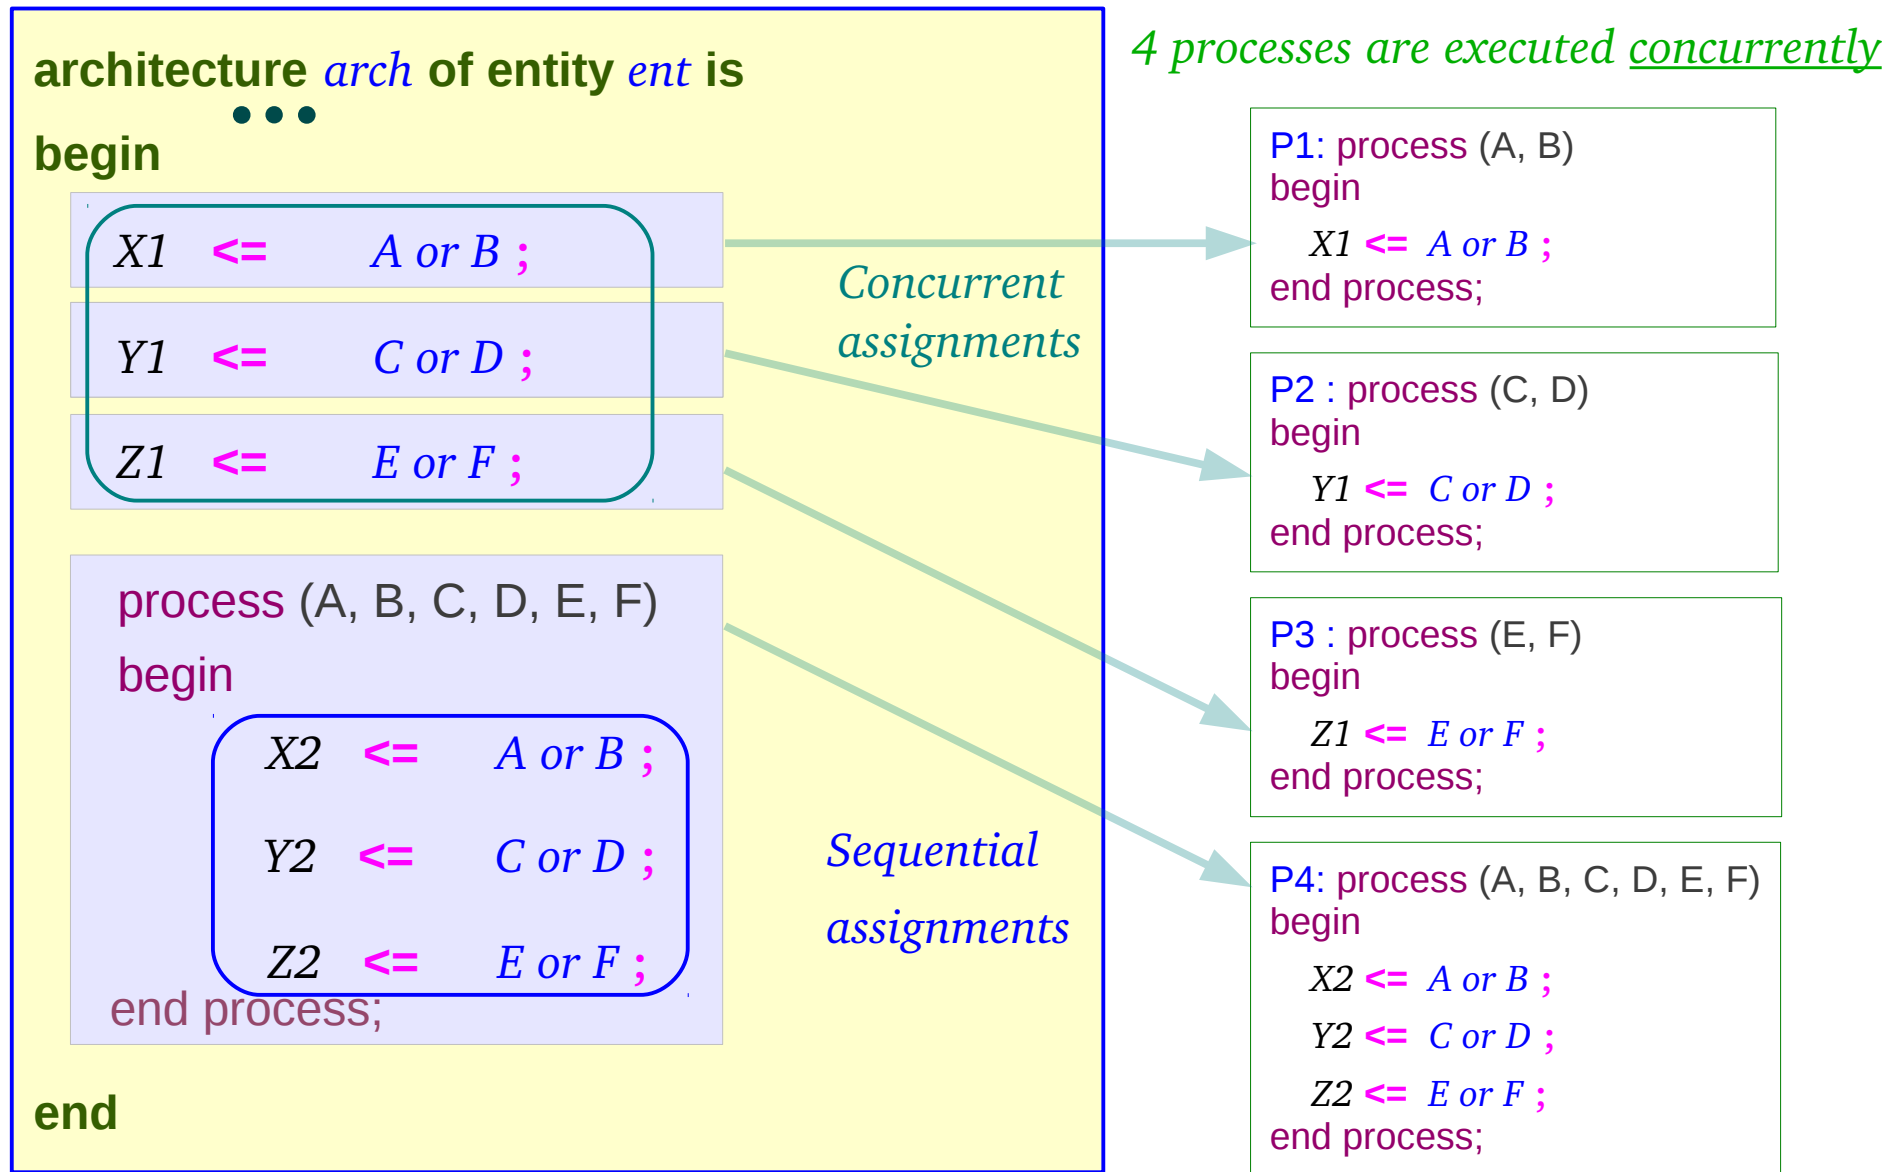 architecture arch of entity ent is
begin
X1 <= A or B ;
Y1 <= C or D ;
Z1 <= E or F ;
process (A, B, C, D, E, F)
begin
X2 <= A or B ;
Y2 <= C or D ;
Z2 <= E or F ;
end process;
end
Concurrent
assignments
Sequential
assignments
4 processes are executed concurrently
P1: process (A, B)
begin
X1 <= A or B ;
end process;
P2 : process (C, D)
begin
Y1 <= C or D ;
end process;
P3 : process (E, F)
begin
Z1 <= E or F ;
end process;
P4: process (A, B, C, D, E, F)
begin
X2 <= A or B ;
Y2 <= C or D ;
Z2 <= E or F ;
end process;